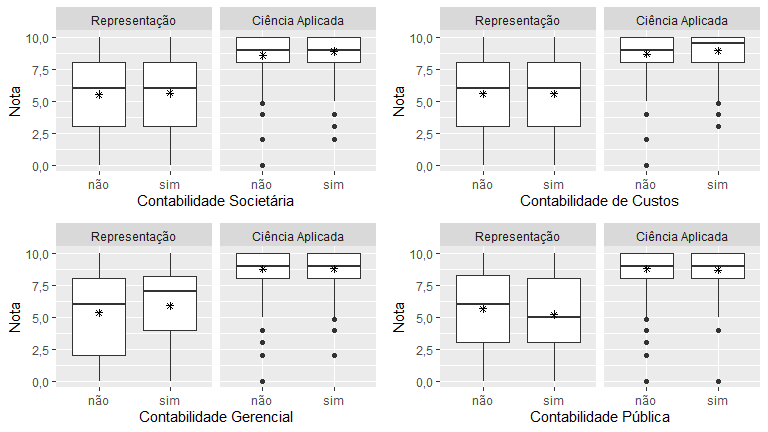 Representação Ciência Aplicada
10,0
7,5
5,0
2,5
0,0
Nota
não sim não sim
Contabilidade Societária
Representação Ciência Aplicada
10,0
7,5
5,0
2,5
0,0
Nota
não sim não sim
Contabilidade de Custos
Representação Ciência Aplicada
10,0
7,5
5,0
2,5
0,0
Nota
não sim não sim
Contabilidade Gerencial
Representação Ciência Aplicada
10,0
7,5
5,0
2,5
0,0
Nota
não sim não sim
Contabilidade Pública